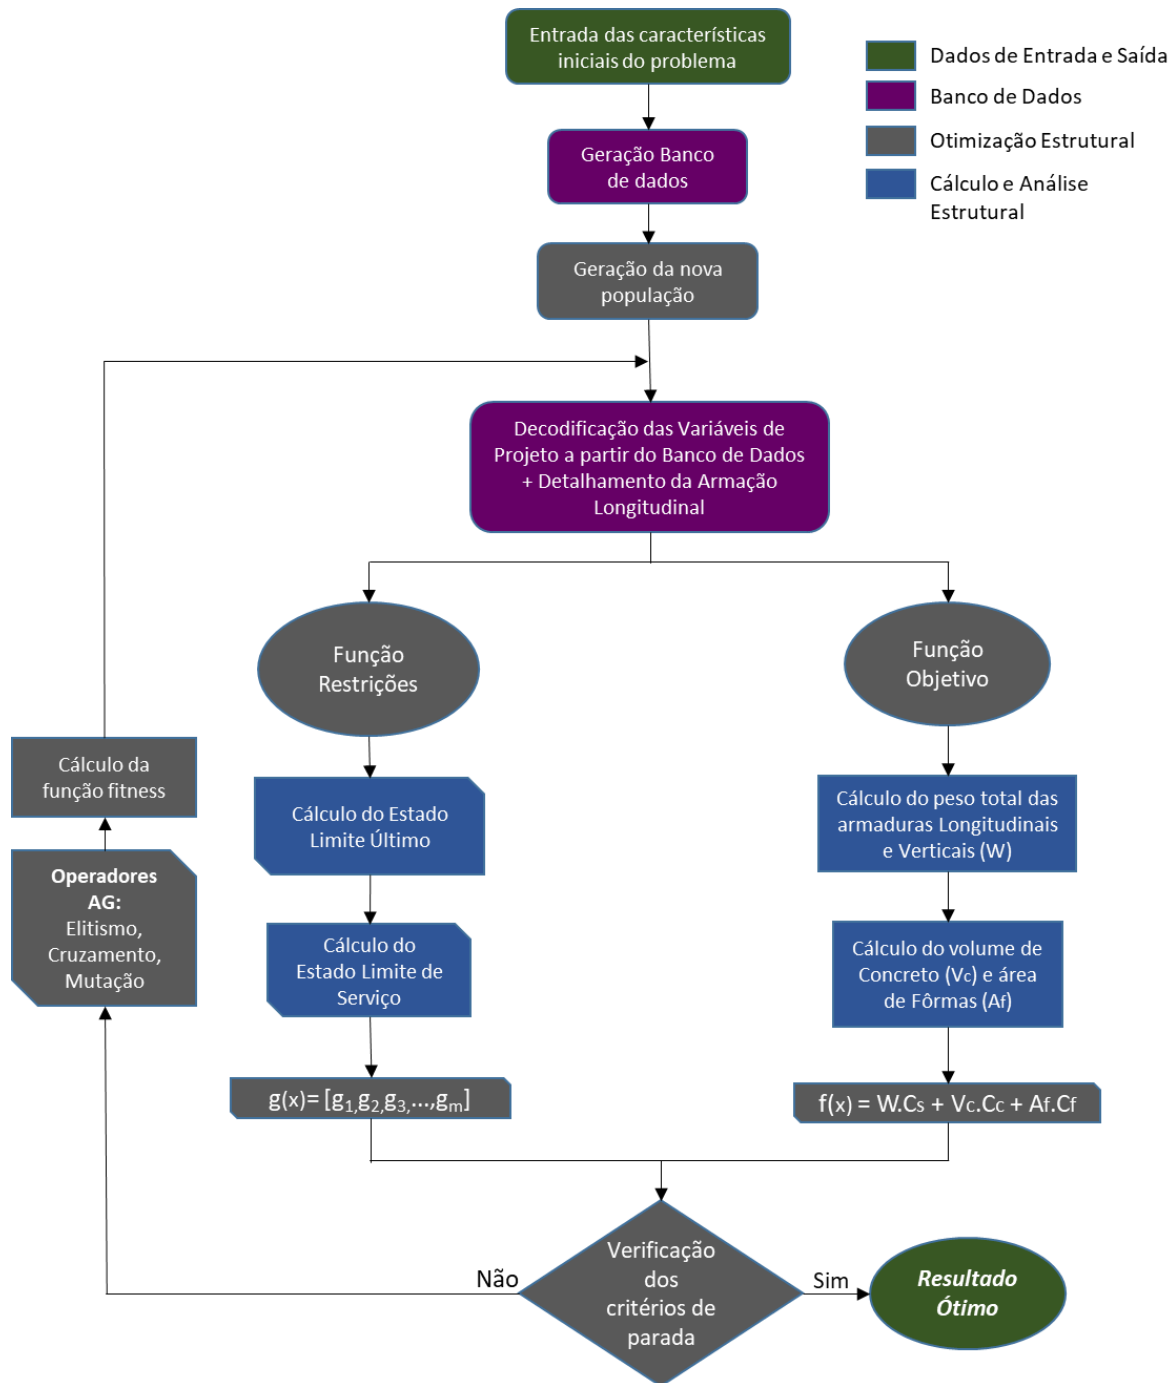 Entrada das características
iniciais do problema
Dados de Entrada e Saída
Banco de Dados
Otimização Estrutural
Cálculo e Análise
Estrutural
Geração Banco
de dados
Geração da nova
população
Decodificação das Variáveis de
Projeto a partir do Banco de Dados
+ Detalhamento da Armação
Longitudinal
Função
Restrições
Função
Objetivo
Cálculo do Estado
Limite Último
Cálculo do peso total das
armaduras Longitudinais
e Verticais (W)
Cálculo do
Estado Limite de
Serviço
Cálculo do volume de
Concreto (Vc) e área
de Fôrmas (Af)
g(x)= [g1,g2,g3,...,gm]
f(x) = W.Cs + Vc.Cc + Af.Cf
Cálculo da
função fitness
Operadores
AG:
Elitismo,
Cruzamento,
Mutação
Verificação
dos
critérios de
parada
Não
Sim
Resultado
Ótimo